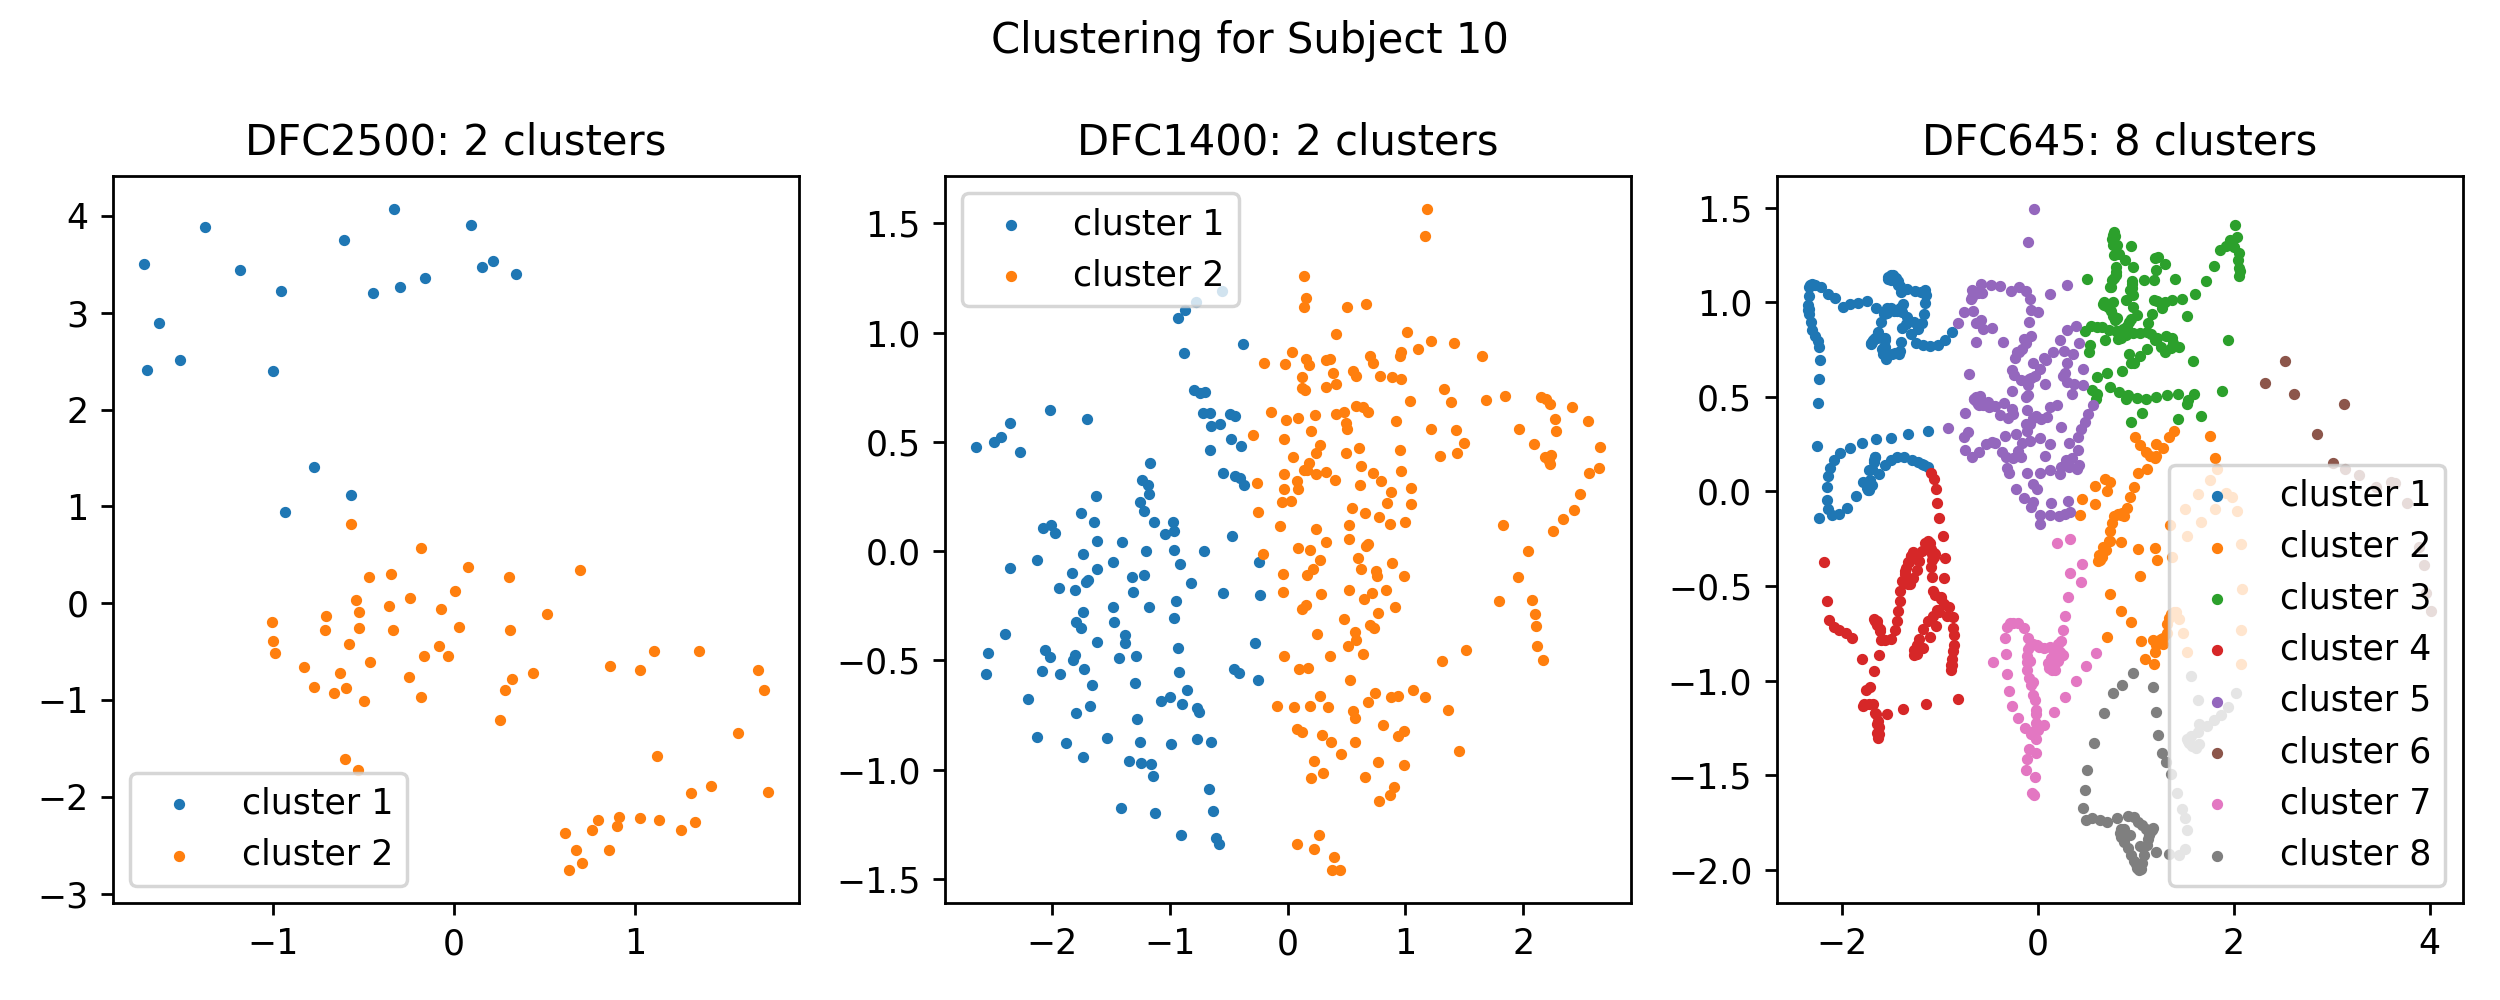 Clustering for Subject 10
DFC2500: 2 clusters
4
3
2
1
0
−1
−2
−3
−1
0
1
cluster 1
cluster 2
DFC1400: 2 clusters
1.5
1.0
0.5
0.0
−0.5
−1.0
−1.5
−2
−1
0
1
2
cluster 1
cluster 2
DFC645: 8 clusters
1.5
1.0
0.5
0.0
−0.5
−1.0
−1.5
−2.0
−2
0
2
4
cluster 1
cluster 2
cluster 3
cluster 4
cluster 5
cluster 6
cluster 7
cluster 8